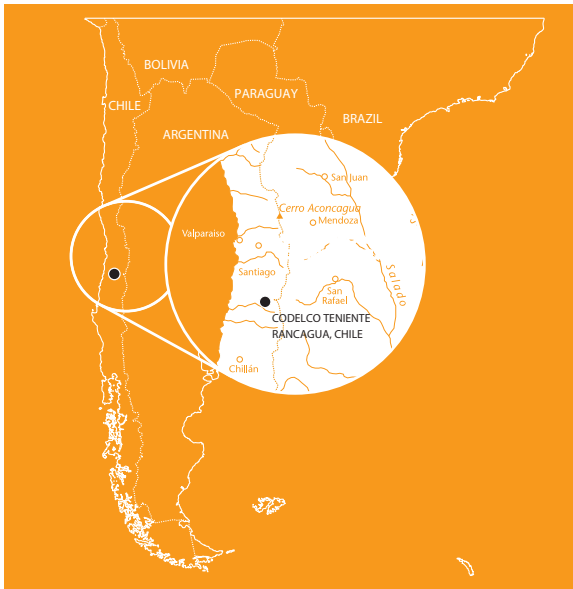 BOLIVIA
PARAGUAY
CHILE
BRAZIL
ARGENTINA
San Juan
Cerro Aconcagua
Mendoza
Valparaiso
Santiago
Salado
San
Rafael
CODELCO TENIENTE
RANCAGUA, CHILE
Chillán